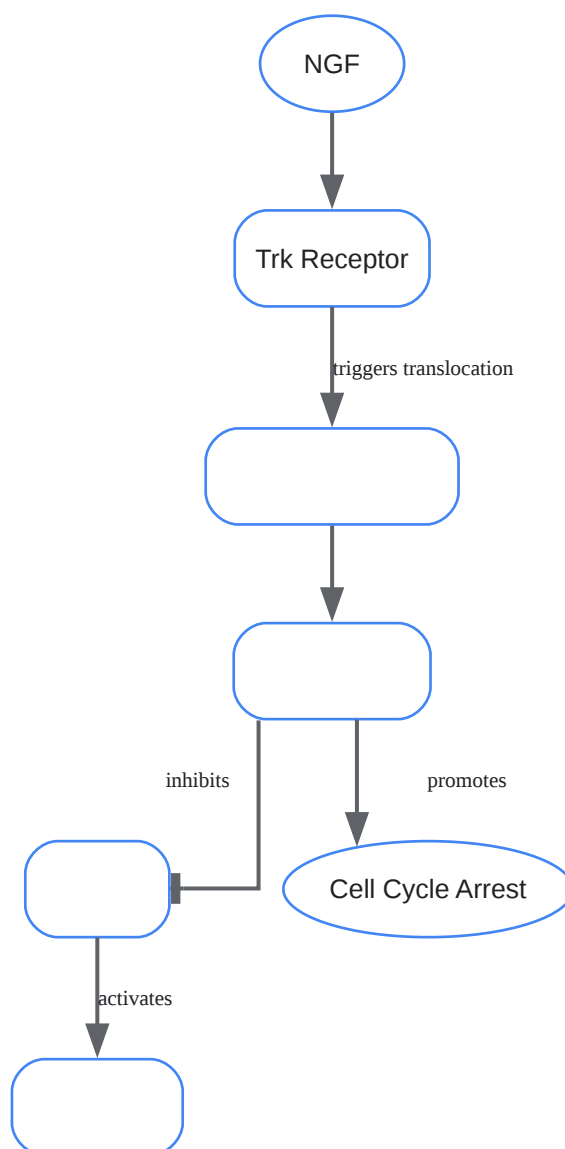 NGF
Trk Receptor
triggers translocation
inhibits
promotes
Cell Cycle Arrest
activates